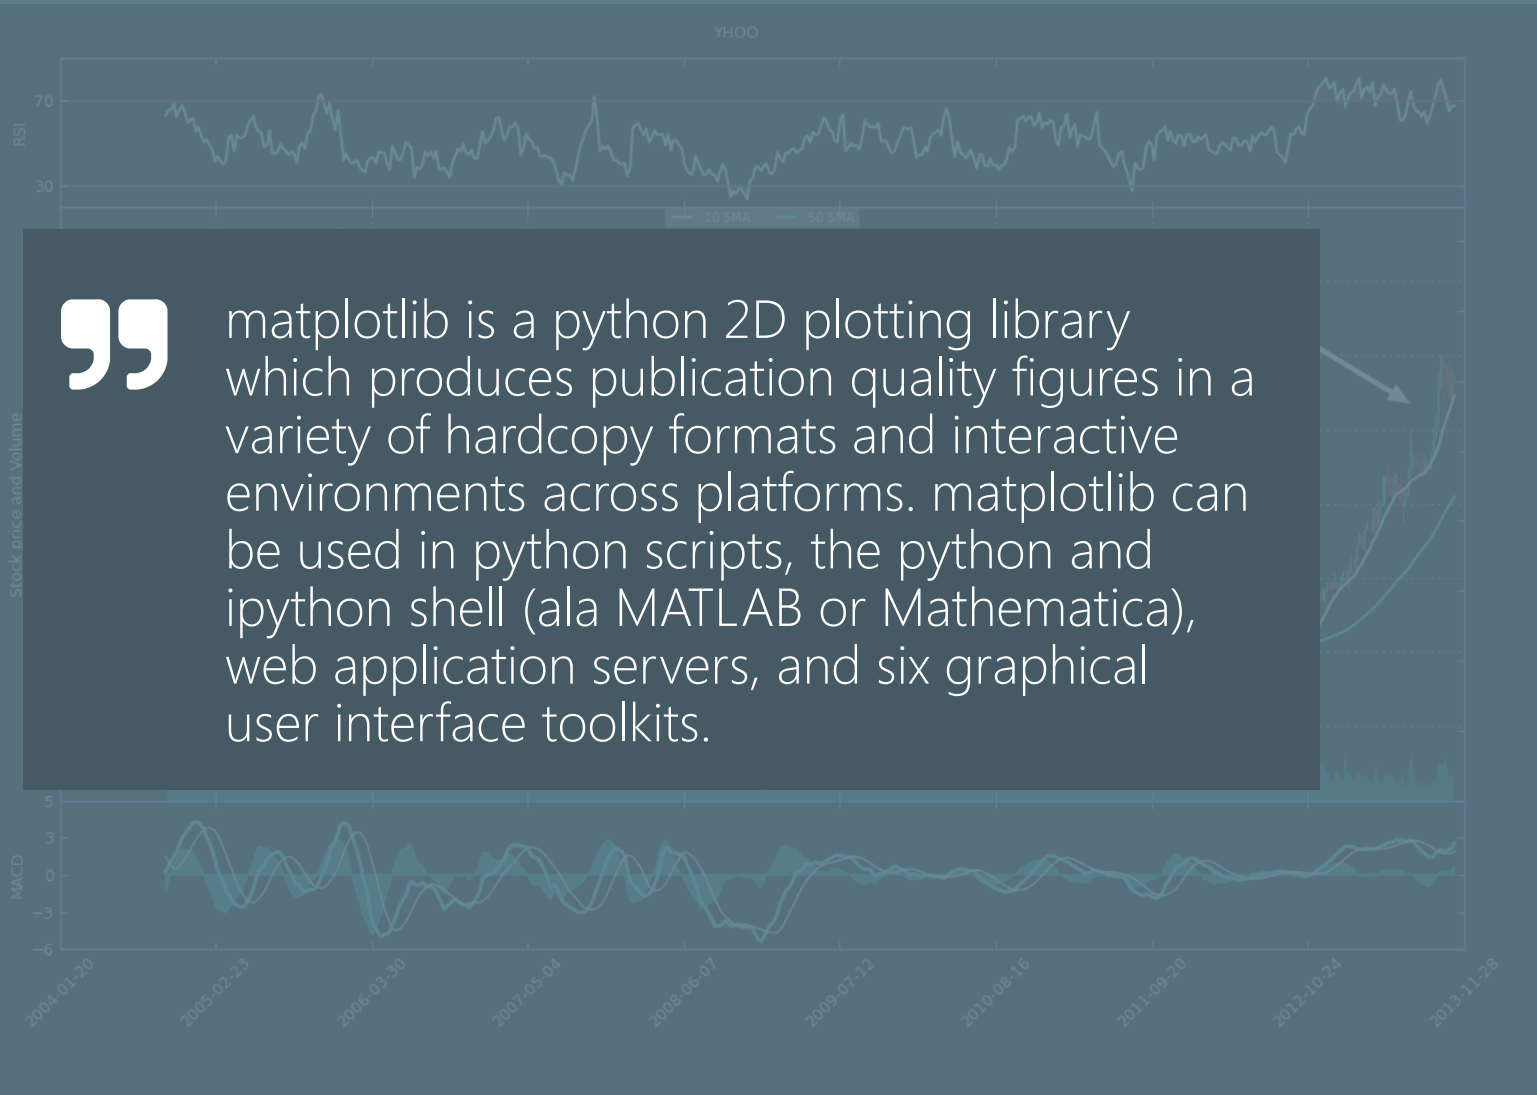 YHOO
70
RSI
30
10 SMA 50 SMA
”
matplotlib is a python 2D plotting library
which produces publication quality figures in a
variety of hardcopy formats and interactive
environments across platforms. matplotlib can
be used in python scripts, the python and
ipython shell (ala MATLAB or Mathematica),
web application servers, and six graphical
user interface toolkits.
Stock price and Volume
5
3
0
−3
−6
MACD
2004-01-20
2005-02-23
2006-03-30
2007-05-04
2008-06-07
2009-07-12
2010-08-16
2011-09-20
2012-10-24
2013-11-28